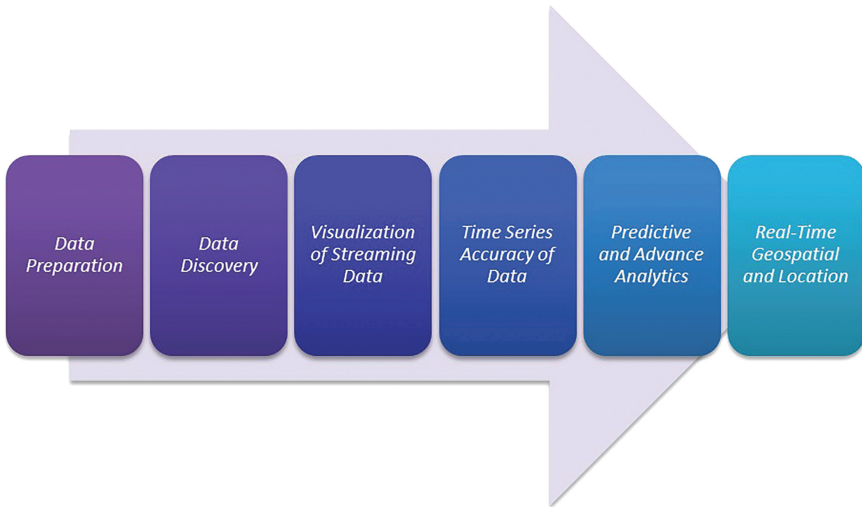 Data
Preparation
Data
Discovery
Visualization
of Streaming
Data
Time Series
Accuracy of
Data
Predictive
and Advance
Analytics
Real-Time
Geospatial
and Location